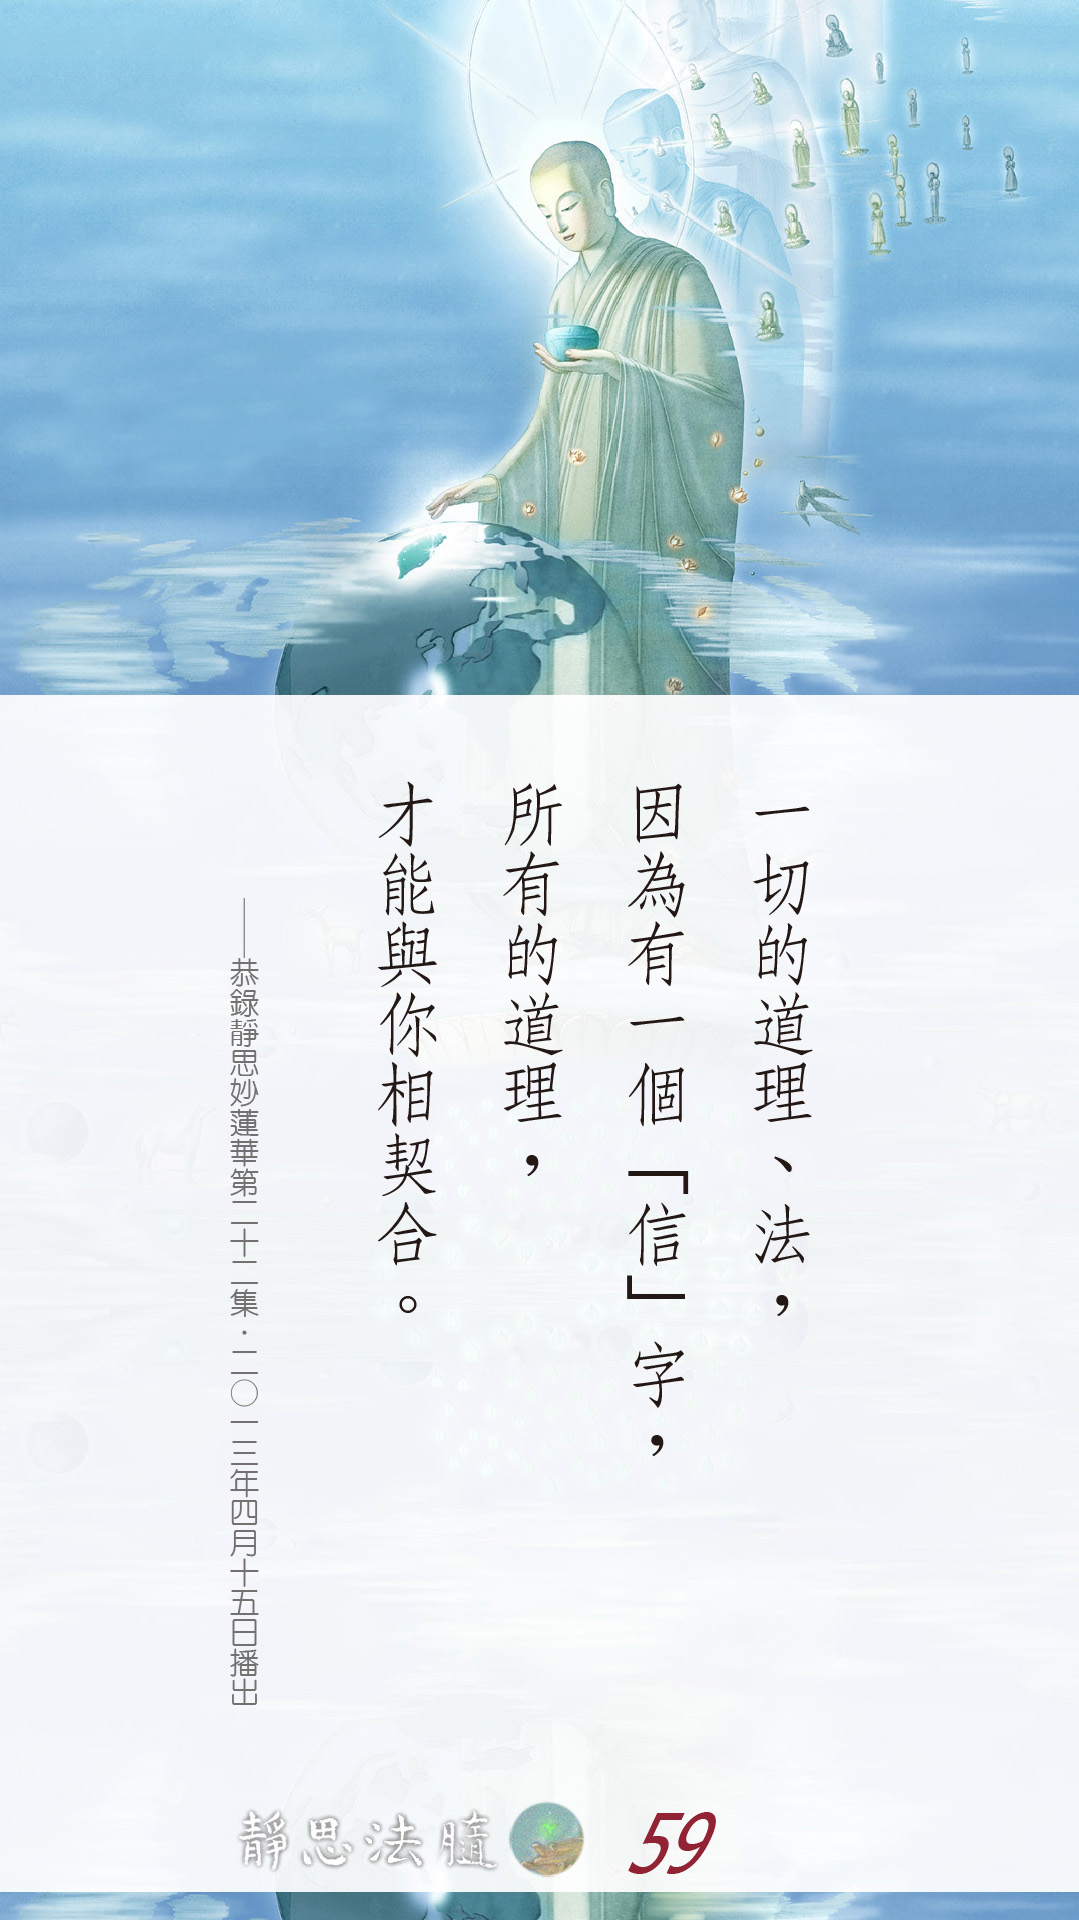 一切的道理、法，
因為有一個「信」字，
所有的道理，
才能與你相契合。
——恭錄靜思妙蓮華第二十二集．二〇一三年四月十五日播出
靜思法髓
59